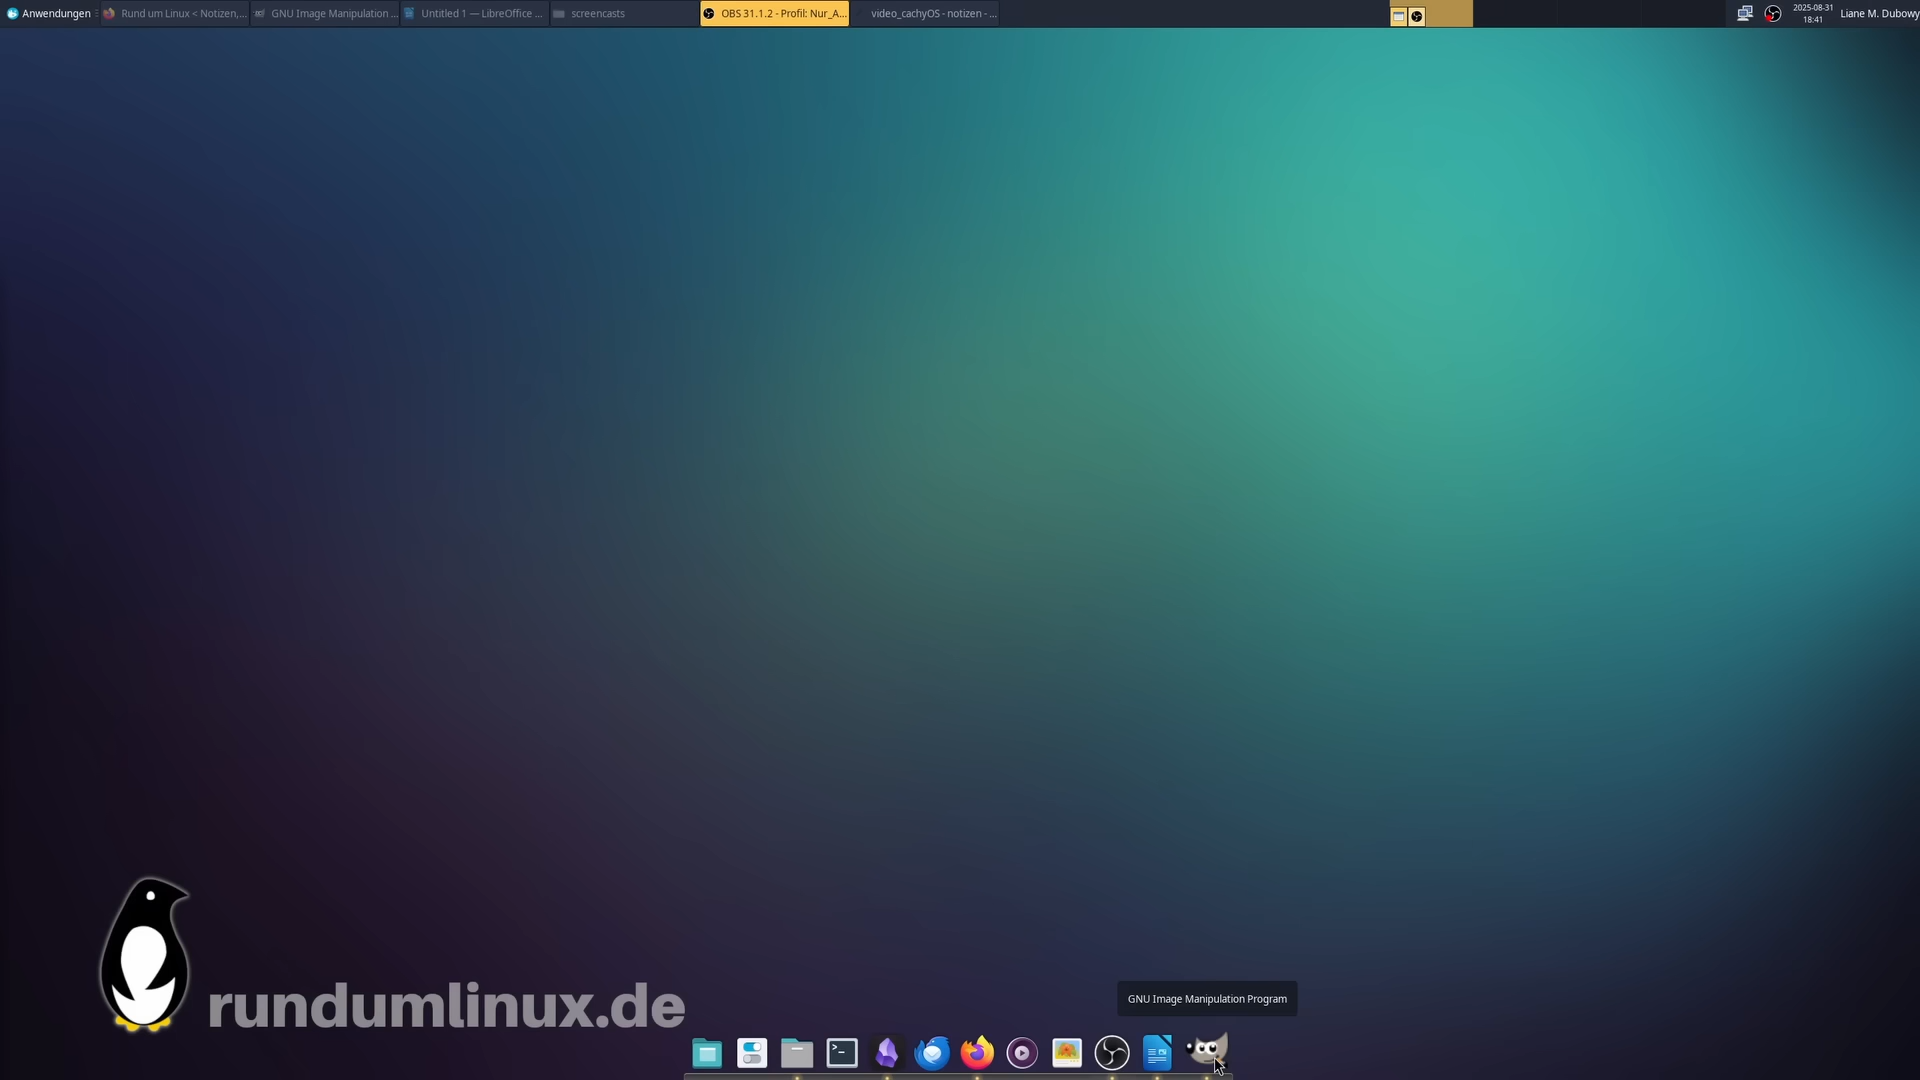 Anwendungen
Rund um Linux < Notizen,...
GNU Image Manipulation ...
Untitled 1 — LibreOffice ...
screencasts
OBS 31.1.2 - Profil: Nur_A...
video_cachyOS - notizen - ...
2025-08-31
18:41
Liane M. Dubowy
rundumlinux.de
GNU Image Manipulation Program